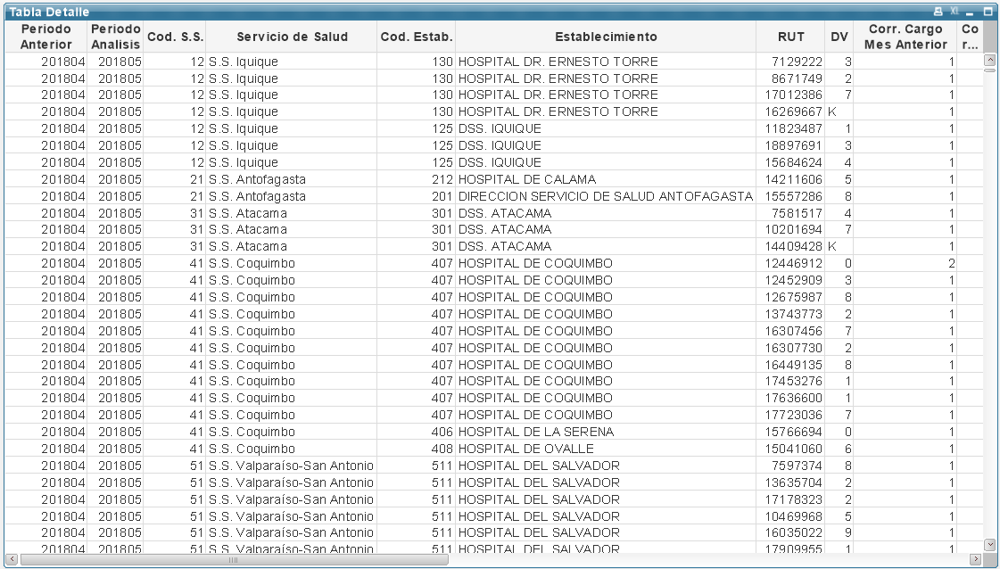 Tabla Detalle XL
Periodo Anterior Periodo Analisis Cod. S.S. Servicio de Salud Cod. Estab. Establecimiento RUT DV Corr. Cargo Mes Anterior Co r...
201804 201805 12 S.S. Iquique 130 HOSPITAL DR. ERNESTO TORRE 7129222 3 1
201804 201805 12 S.S. Iquique 130 HOSPITAL DR. ERNESTO TORRE 8671749 2 1
201804 201805 12 S.S. Iquique 130 HOSPITAL DR. ERNESTO TORRE 17012386 7 1
201804 201805 12 S.S. Iquique 130 HOSPITAL DR. ERNESTO TORRE 16269667 K 1
201804 201805 12 S.S. Iquique 125 DSS. IQUIQUE 11823487 1 1
201804 201805 12 S.S. Iquique 125 DSS. IQUIQUE 18897691 3 1
201804 201805 12 S.S. Iquique 125 DSS. IQUIQUE 15684624 4 1
201804 201805 21 S.S. Antofagasta 212 HOSPITAL DE CALAMA 14211606 5 1
201804 201805 21 S.S. Antofagasta 201 DIRECCION SERVICIO DE SALUD ANTOFAGASTA 15557286 8 1
201804 201805 31 S.S. Atacama 301 DSS. ATACAMA 7581517 4 1
201804 201805 31 S.S. Atacama 301 DSS. ATACAMA 10201694 7 1
201804 201805 31 S.S. Atacama 301 DSS. ATACAMA 14409428 K 1
201804 201805 41 S.S. Coquimbo 407 HOSPITAL DE COQUIMBO 12446912 0 2
201804 201805 41 S.S. Coquimbo 407 HOSPITAL DE COQUIMBO 12452909 3 1
201804 201805 41 S.S. Coquimbo 407 HOSPITAL DE COQUIMBO 12675987 8 1
201804 201805 41 S.S. Coquimbo 407 HOSPITAL DE COQUIMBO 13743773 2 1
201804 201805 41 S.S. Coquimbo 407 HOSPITAL DE COQUIMBO 16307456 7 1
201804 201805 41 S.S. Coquimbo 407 HOSPITAL DE COQUIMBO 16307730 2 1
201804 201805 41 S.S. Coquimbo 407 HOSPITAL DE COQUIMBO 16449135 8 1
201804 201805 41 S.S. Coquimbo 407 HOSPITAL DE COQUIMBO 17453276 1 1
201804 201805 41 S.S. Coquimbo 407 HOSPITAL DE COQUIMBO 17636600 1 1
201804 201805 41 S.S. Coquimbo 407 HOSPITAL DE COQUIMBO 17723036 7 1
201804 201805 41 S.S. Coquimbo 406 HOSPITAL DE LA SERENA 15766694 0 1
201804 201805 41 S.S. Coquimbo 408 HOSPITAL DE OVALLE 15041060 6 1
201804 201805 51 S.S. Valparaíso-San Antonio 511 HOSPITAL DEL SALVADOR 7597374 8 1
201804 201805 51 S.S. Valparaíso-San Antonio 511 HOSPITAL DEL SALVADOR 13635704 2 1
201804 201805 51 S.S. Valparaíso-San Antonio 511 HOSPITAL DEL SALVADOR 17178323 2 1
201804 201805 51 S.S. Valparaíso-San Antonio 511 HOSPITAL DEL SALVADOR 10469968 5 1
201804 201805 51 S.S. Valparaíso-San Antonio 511 HOSPITAL DEL SALVADOR 16035022 9 1
201804 201805 51 S.S. Valparaíso-San Antonio 511 HOSPITAL DEL SALVADOR 17909955 1 1